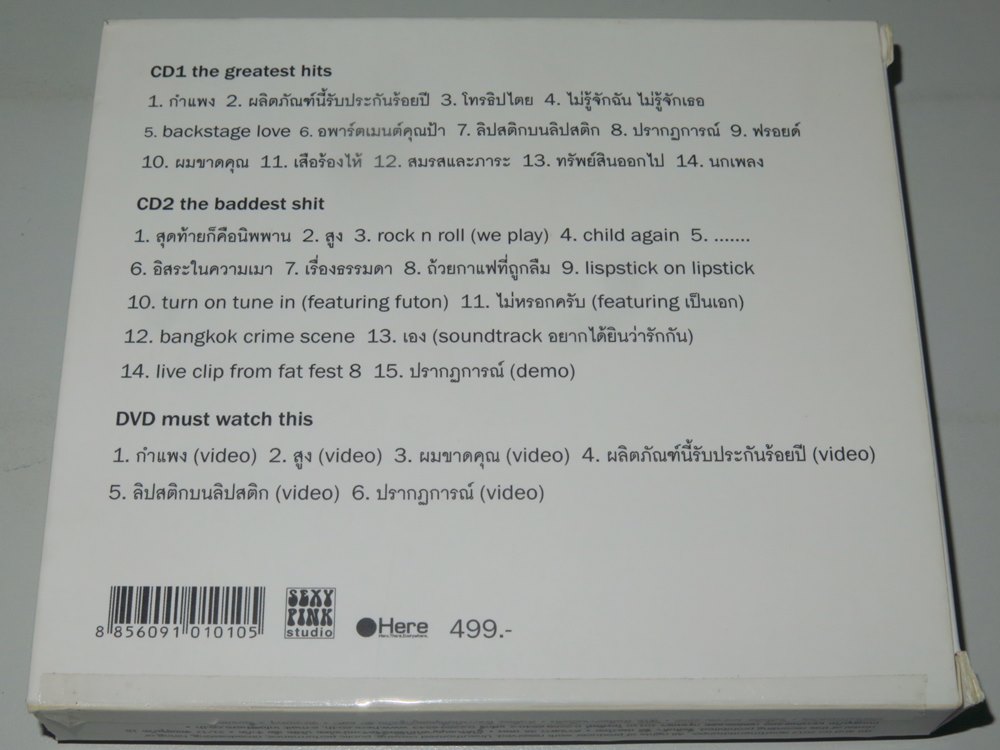 CD1 the greatest hits
1. กำแพง 2. ผลิตภัณฑ์นี้รับประกันร้อยปี 3. โทรอิปไตย 4. ไม่รู้จักฉัน ไม่รู้จักเธอ
5. backstage love 6. อพาร์ตเมนต์คุณป้า 7. ลิปสติกบนลิปสติก 8. ปรากฏการณ์ 9. ฟรอยด์
10. ผมขาดคุณ 11. เสือร้องไห้ 12. สมรสและภาระ 13. ทรัพย์สินออกไป 14. นกเพลง
CD2 the baddest shit
1. สุดท้ายก็คือนิพพาน 2. สูง 3. rock n roll (we play) 4. child again 5. .......
6. อิสระในความเมา 7. เรื่องธรรมดา 8. ถ้วยกาแฟที่ถูกลืม 9. lispstick on lipstick
10. turn on tune in (featuring futon) 11. ไม่หรอกครับ (featuring เป็นเอก)
12. bangkok crime scene 13. เอง (soundtrack อยากได้ยินว่ารักกัน)
14. live clip from fat fest 8 15. ปรากฏการณ์ (demo)
DVD must watch this
1. กำแพง (video) 2. สูง (video) 3. ผมขาดคุณ (video) 4. ผลิตภัณฑ์นี้รับประกันร้อยปี (video)
5. ลิปสติกบนลิปสติก (video) 6. ปรากฏการณ์ (video)
8 856091 010105 SEXY PINK studio Here 499.-
Here.There.Everywhere.